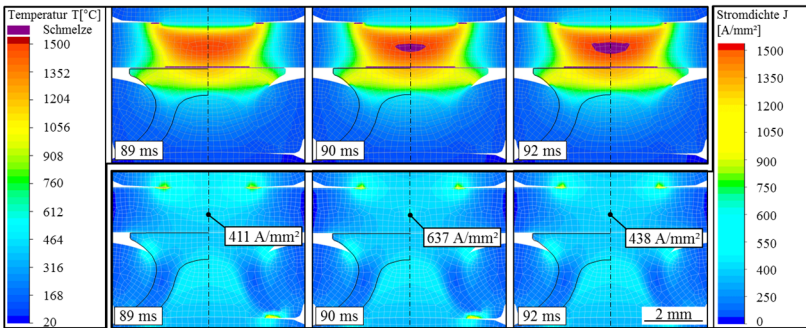 Temperatur T[°C]
Schmelze
1500
1352
1204
1056
908
760
612
464
316
168
20
89 ms
90 ms
92 ms
411 A/mm²
637 A/mm²
438 A/mm²
89 ms
90 ms
92 ms
2 mm
Stromdichte J
[A/mm²]
1500
1350
1200
1050
900
750
600
550
250
110
0